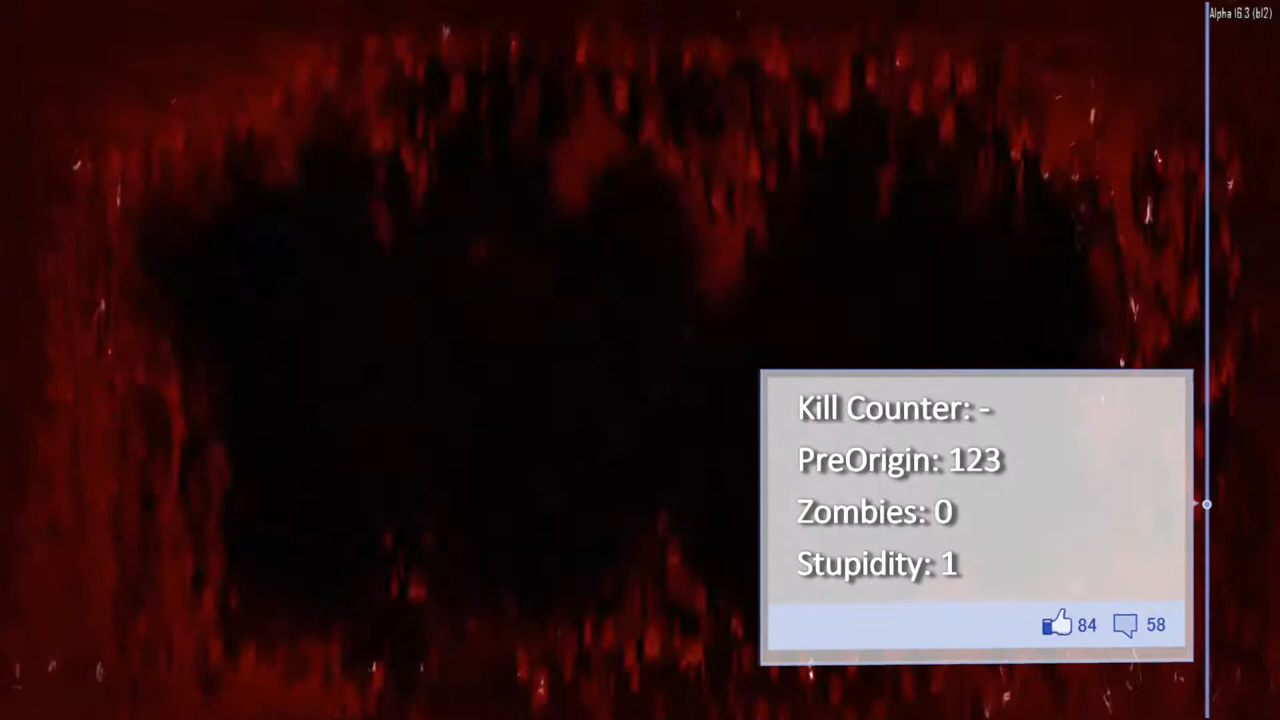 Alpha 16.3 (b12)
Kill Counter: -
PreOrigin: 123
Zombies: 0
Stupidity: 1
84 58